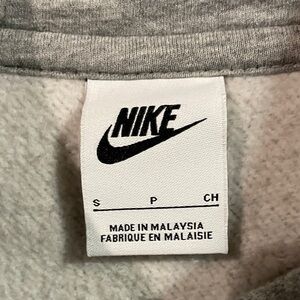 NIKE
S P CH
MADE IN MALAYSIA
FABRIQUE EN MALAISIE